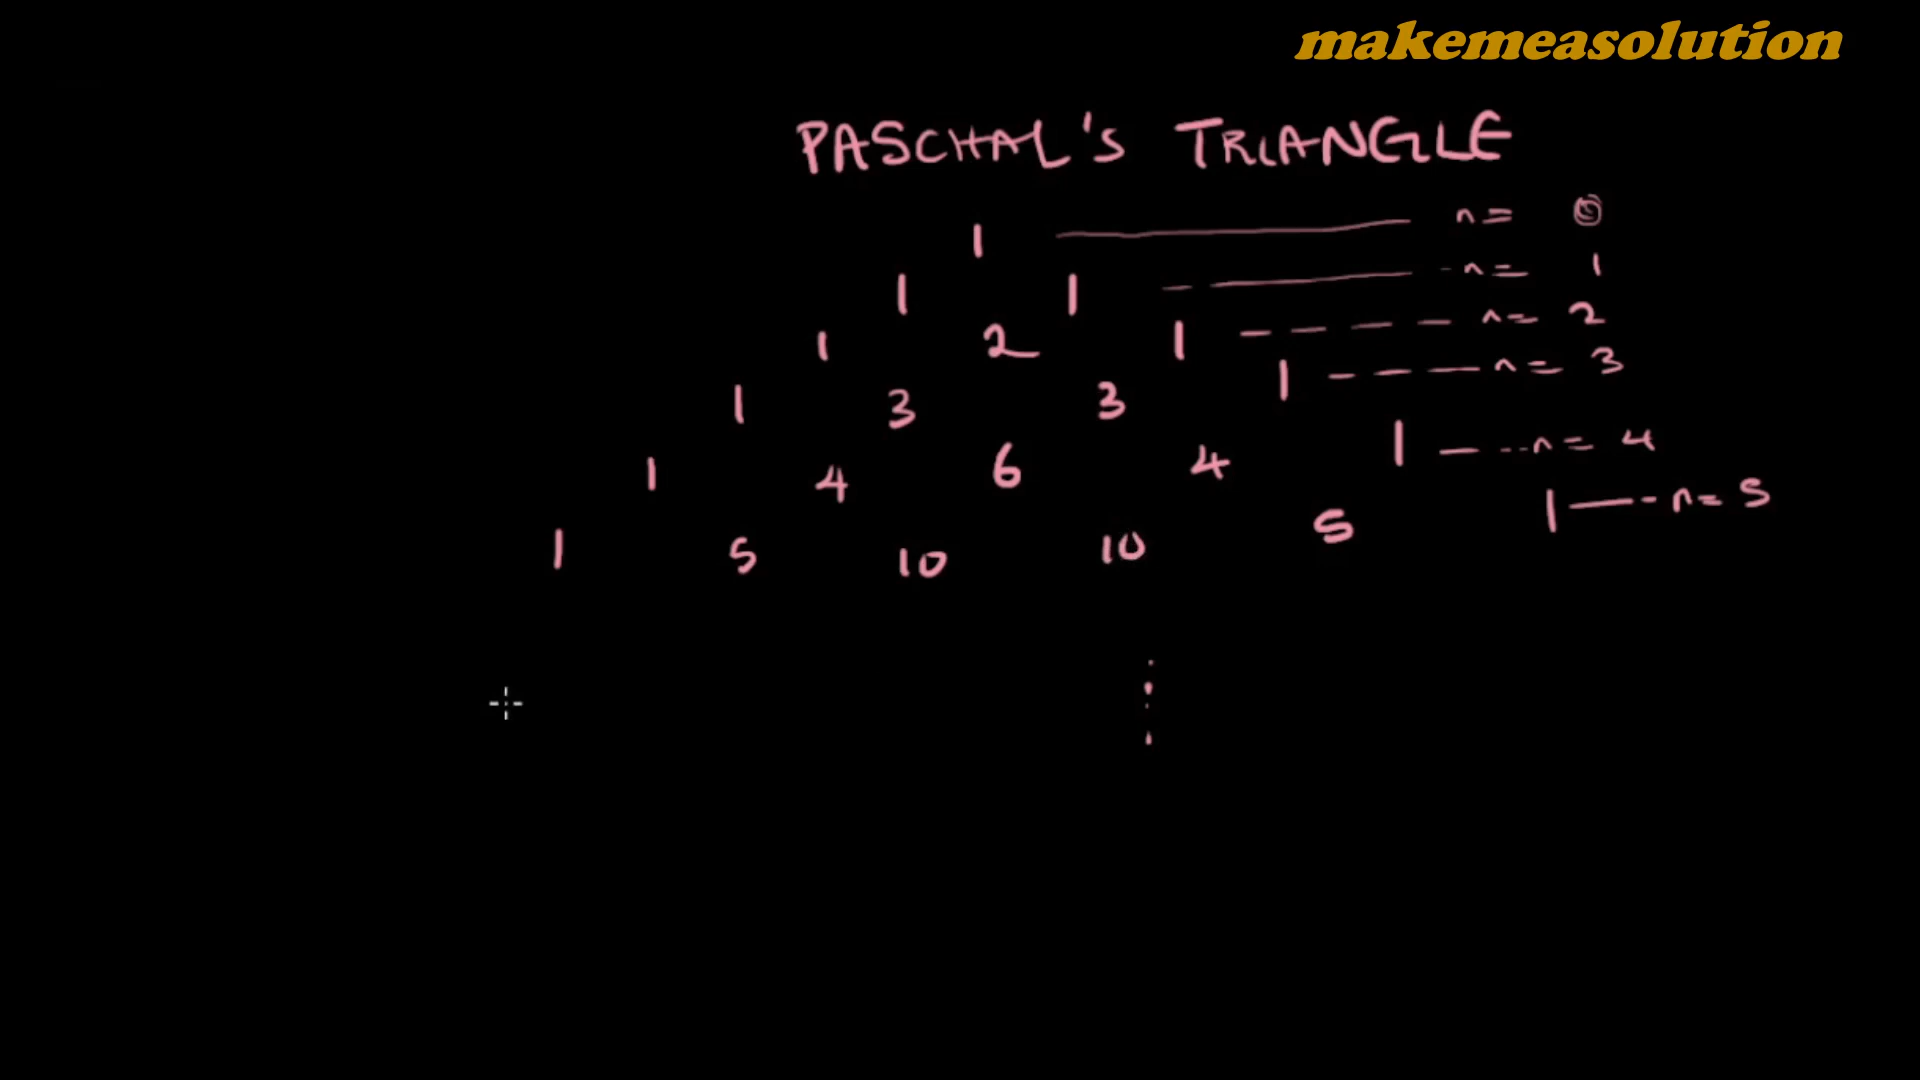 makemeasolution
PASCHAL'S TRIANGLE
1 n= 0
1 1 n= 1
1 2 1 n= 2
1 3 3 1 n= 3
1 4 6 4 1 n= 4
1 5 10 10 5 1 n= 5